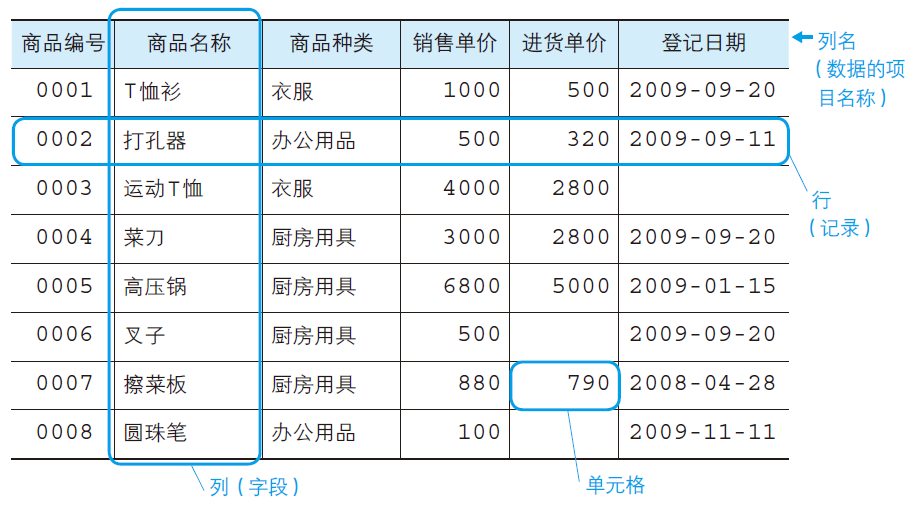 商品编号 商品名称 商品种类 销售单价 进货单价 登记日期
0001 T恤衫 衣服 1000 500 2009-09-20
0002 打孔器 办公用品 500 320 2009-09-11
0003 运动T恤 衣服 4000 2800
0004 菜刀 厨房用具 3000 2800 2009-09-20
0005 高压锅 厨房用具 6800 5000 2009-01-15
0006 叉子 厨房用具 500 2009-09-20
0007 擦菜板 厨房用具 880 790 2008-04-28
0008 圆珠笔 办公用品 100 2009-11-11
列名
(数据的项
目名称)
行
(记录)
列(字段)
单元格